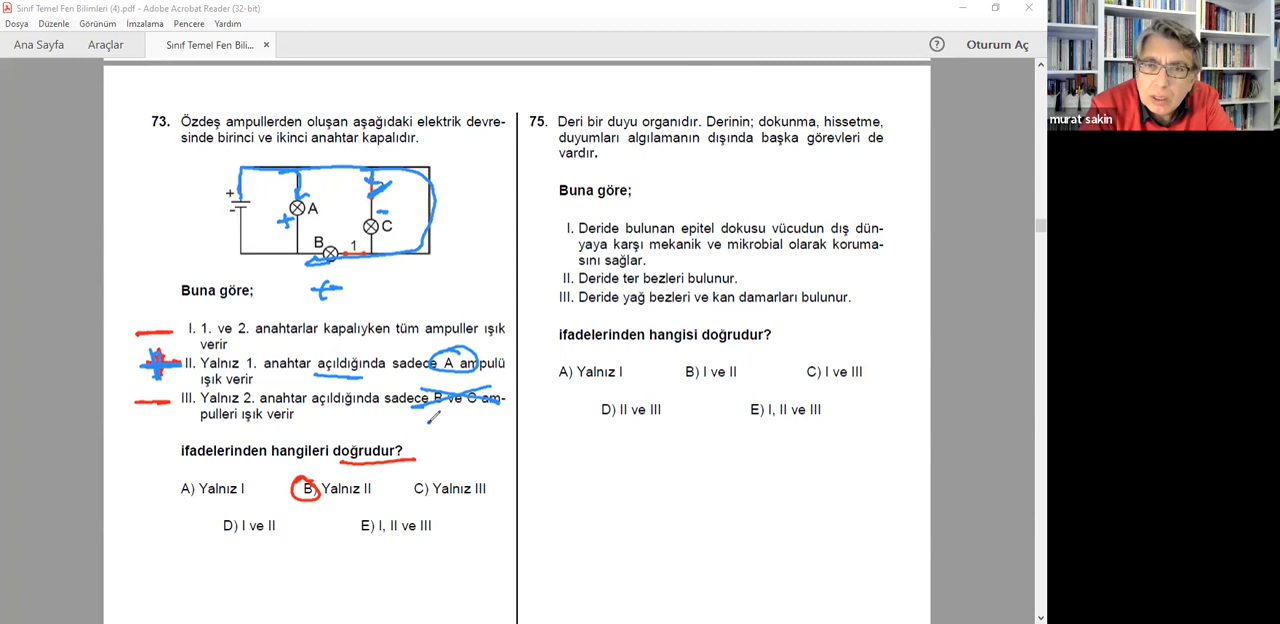 Sınıf Temel Fen Bilimleri (4).pdf - Adobe Acrobat Reader (32-bit)
Dosya Düzenle Görünüm İmzalama Pencere Yardım
Ana Sayfa Araçlar Sınıf Temel Fen Bili... × ? Oturum Aç
murat sakin
73. Özdeş ampullerden oluşan aşağıdaki elektrik devre-
sinde birinci ve ikinci anahtar kapalıdır.
+
-
A
+
-
C
B
1
+
Buna göre;
I. 1. ve 2. anahtarlar kapalıyken tüm ampuller ışık
verir
II. Yalnız 1. anahtar açıldığında sadece A ampulü
ışık verir
III. Yalnız 2. anahtar açıldığında sadece B ve C am-
pulleri ışık verir
ifadelerinden hangileri doğrudur?
A) Yalnız I B) Yalnız II C) Yalnız III
D) I ve II E) I, II ve III
75. Deri bir duyu organıdır. Derinin; dokunma, hissetme,
duyumları algılamanın dışında başka görevleri de
vardır.
Buna göre;
I. Deride bulunan epitel dokusu vücudun dış dün-
yaya karşı mekanik ve mikrobial olarak koruma-
sını sağlar.
II. Deride ter bezleri bulunur.
III. Deride yağ bezleri ve kan damarları bulunur.
ifadelerinden hangisi doğrudur?
A) Yalnız I B) I ve II C) I ve III
D) II ve III E) I, II ve III